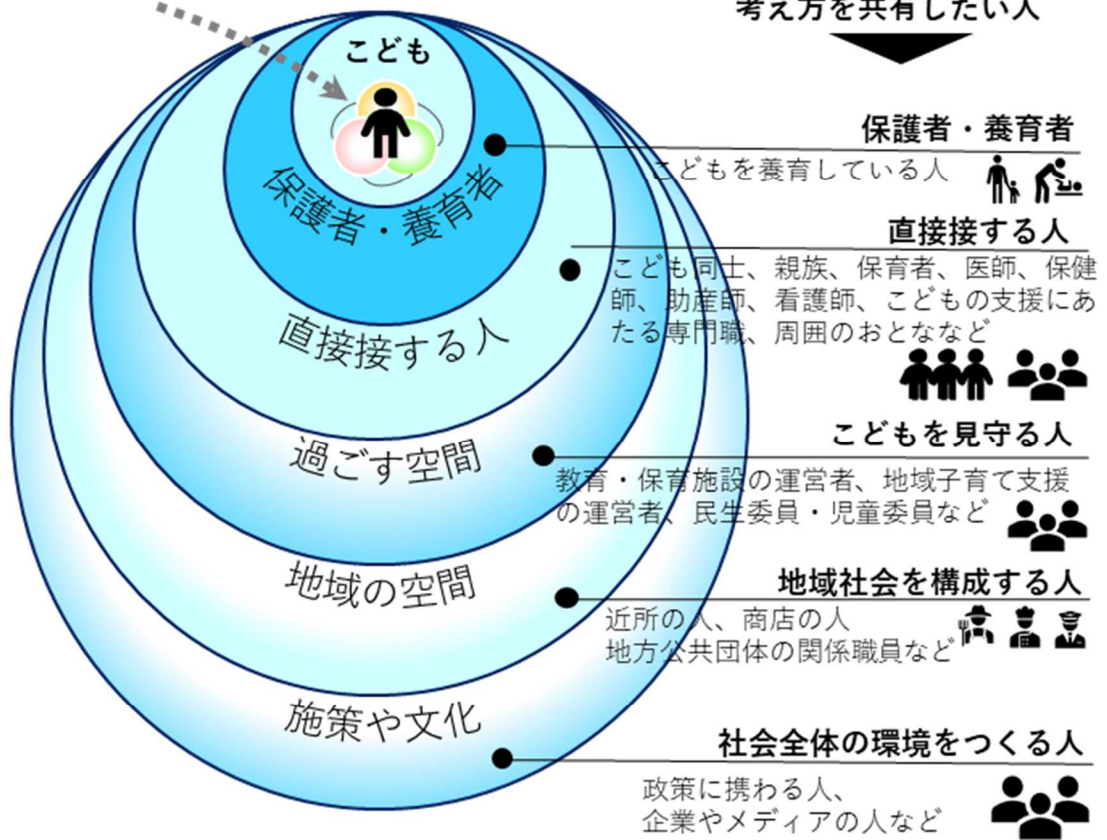 考え方を共有したい人
こども
保護者・養育者
直接接する人
過ごす空間
地域の空間
施策や文化
保護者・養育者
こどもを養育している人
直接接する人
こども同士、親族、保育者、医師、保健
師、助産師、看護師、こどもの支援にあ
たる専門職、周囲のおとななど
こどもを見守る人
教育・保育施設の運営者、地域子育て支援
の運営者、民生委員・児童委員など
地域社会を構成する人
近所の人、商店の人
地方公共団体の関係職員など
社会全体の環境をつくる人
政策に携わる人、
企業やメディアの人など